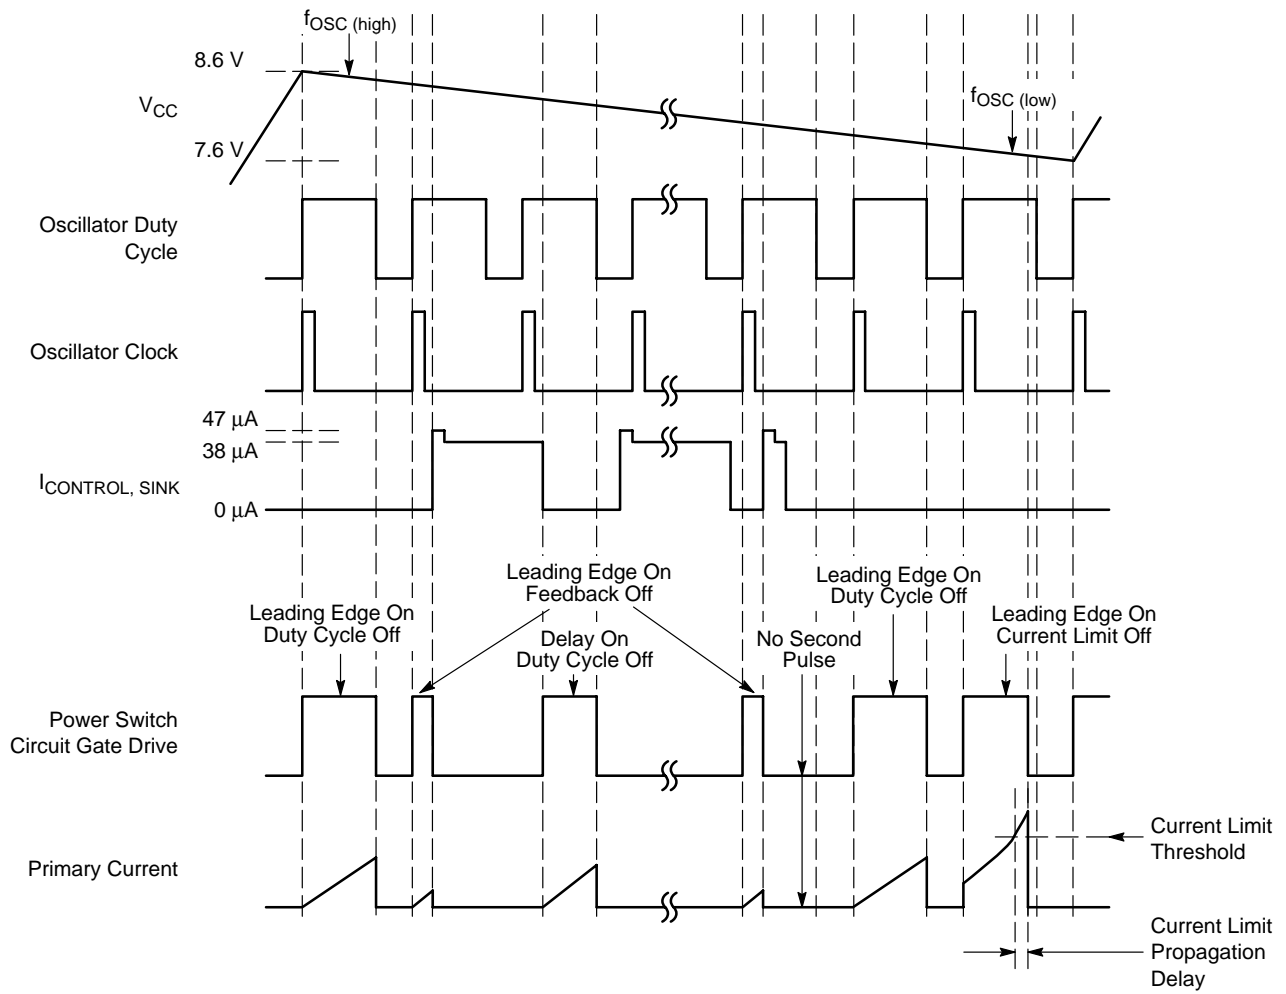 fOSC (high)
8.6 V
VCC
7.6 V
fOSC (low)
Oscillator Duty
Cycle
Oscillator Clock
47 μA
38 μA
ICONTROL, SINK
0 μA
Leading Edge On
Duty Cycle Off
Leading Edge On
Feedback Off
Delay On
Duty Cycle Off
No Second
Pulse
Leading Edge On
Duty Cycle Off
Leading Edge On
Current Limit Off
Power Switch
Circuit Gate Drive
Primary Current
Current Limit
Threshold
Current Limit
Propagation
Delay